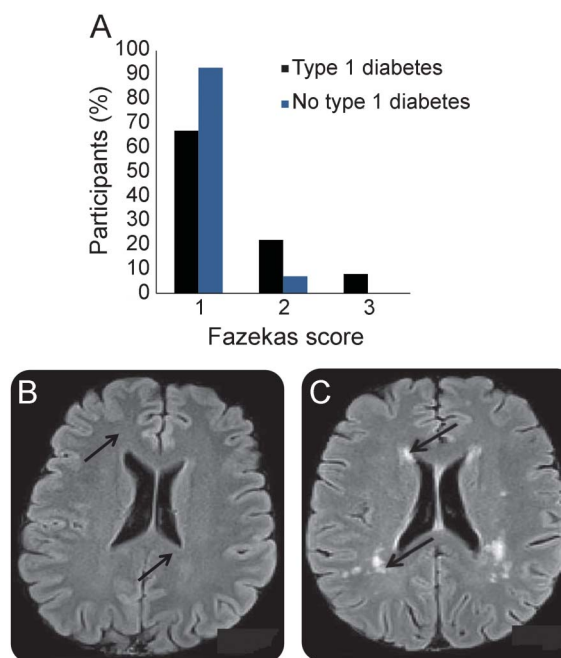 A
100
90
80
70
60
50
40
30
20
10
0
Participants (%)
Type 1 diabetes
No type 1 diabetes
1 2 3
Fazekas score
B
C